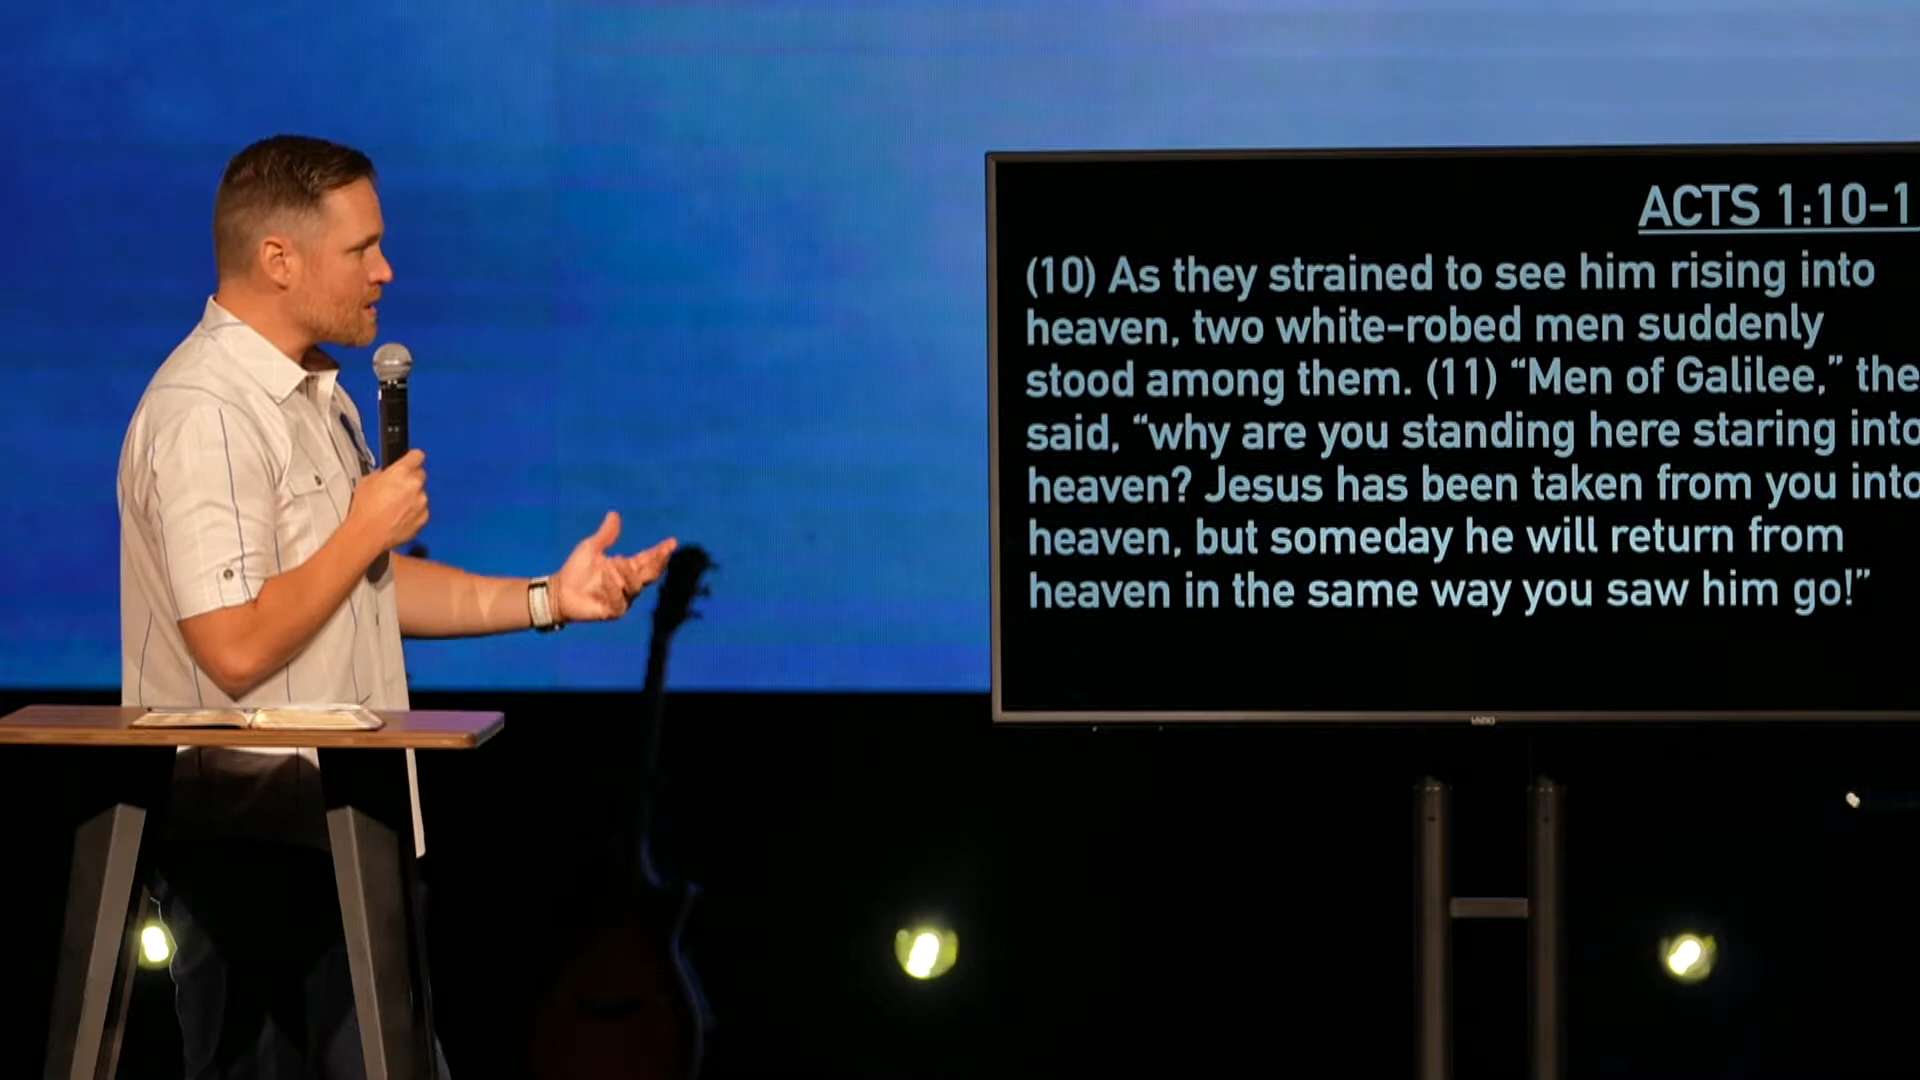 ACTS 1:10-1
(10) As they strained to see him rising into
heaven, two white-robed men suddenly
stood among them. (11) “Men of Galilee,” the
said, “why are you standing here staring into
heaven? Jesus has been taken from you into
heaven, but someday he will return from
heaven in the same way you saw him go!”
VIZIO